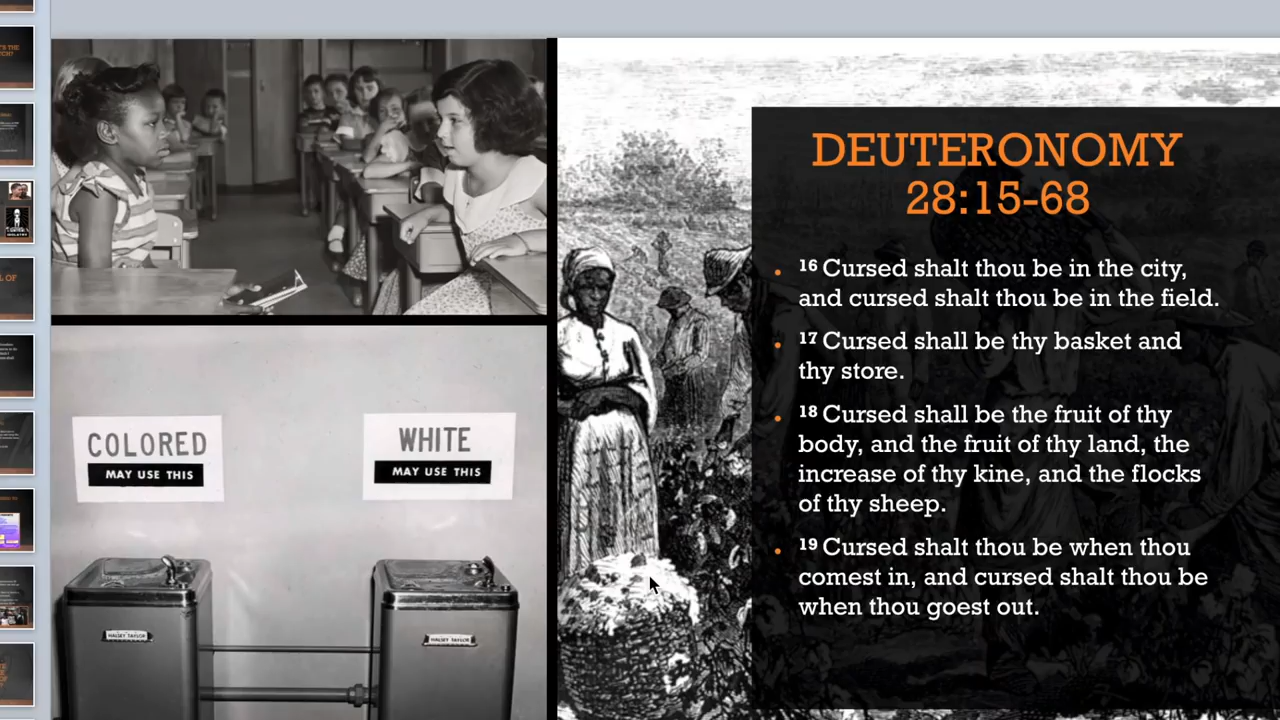 COLORED
MAY USE THIS
WHITE
MAY USE THIS
HALSEY TAYLOR
HALSEY TAYLOR
DEUTERONOMY
28:15-68
• 16 Cursed shalt thou be in the city,
and cursed shalt thou be in the field.
• 17 Cursed shall be thy basket and
thy store.
• 18 Cursed shall be the fruit of thy
body, and the fruit of thy land, the
increase of thy kine, and the flocks
of thy sheep.
• 19 Cursed shalt thou be when thou
comest in, and cursed shalt thou be
when thou goest out.